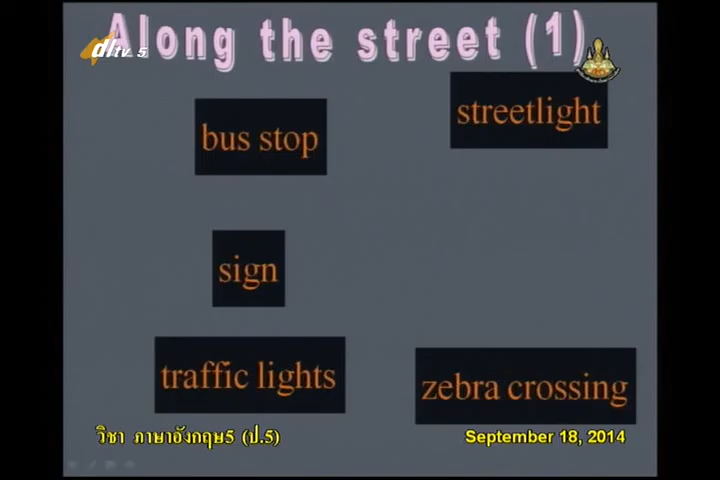 Along the street (1)
dltv 5
bus stop
streetlight
sign
traffic lights
zebra crossing
วิชา ภาษาอังกฤษ5 (ป.5)
September 18, 2014